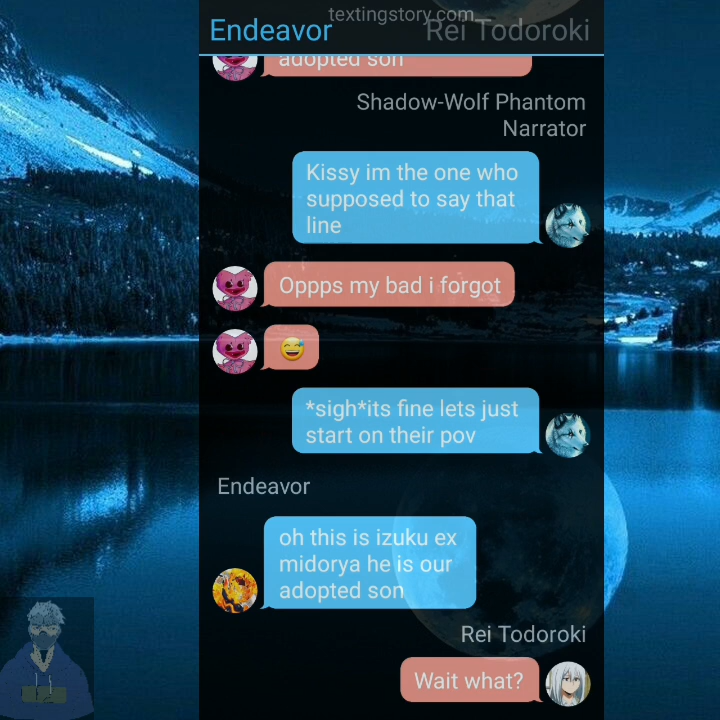 textingstory.com
Endeavor Rei Todoroki
adopted son
Shadow-Wolf Phantom
Narrator
Kissy im the one who
supposed to say that
line
Oppps my bad i forgot
😅
*sigh*its fine lets just
start on their pov
Endeavor
oh this is izuku ex
midorya he is our
adopted son
Rei Todoroki
Wait what?